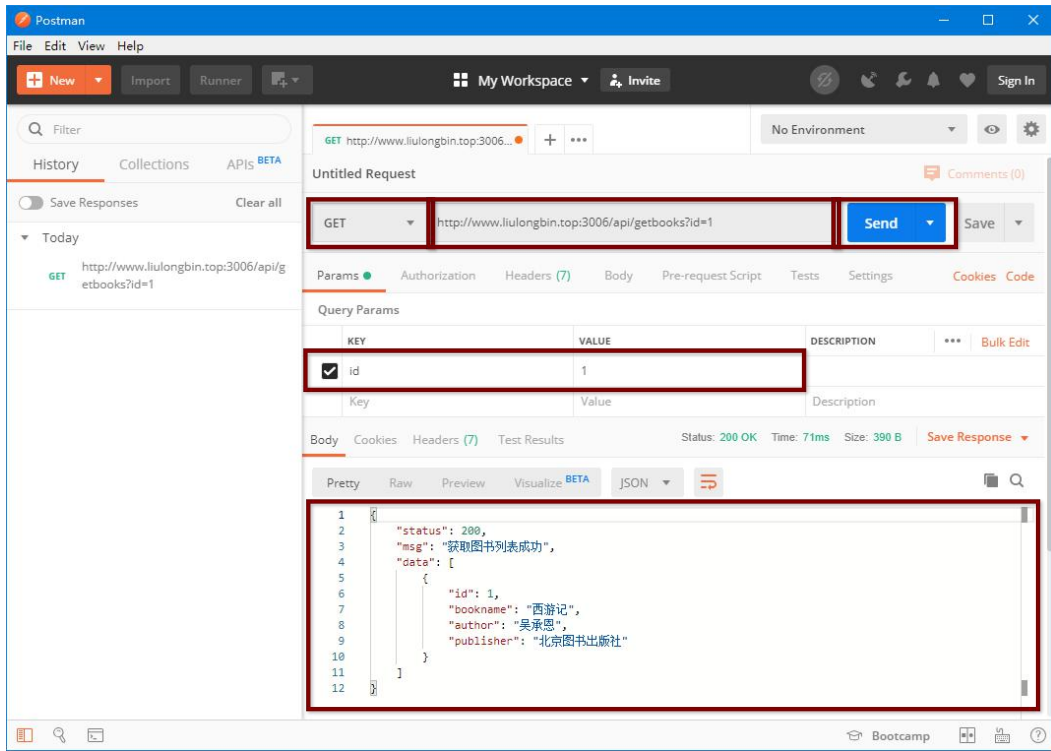 Postman
File Edit View Help
New Import Runner My Workspace Invite Sign In
Filter
History Collections APIs BETA
Save Responses Clear all
Today
GET http://www.liulongbin.top:3006/api/g
etbooks?id=1
GET http://www.liulongbin.top:3006... + •••
No Environment
Untitled Request Comments (0)
GET http://www.liulongbin.top:3006/api/getbooks?id=1 Send Save
Params Authorization Headers (7) Body Pre-request Script Tests Settings Cookies Code
Query Params
KEY VALUE DESCRIPTION ••• Bulk Edit
id 1
Key Value Description
Body Cookies Headers (7) Test Results Status: 200 OK Time: 71ms Size: 390 B Save Response
Pretty Raw Preview Visualize BETA JSON
1 {
2 "status": 200,
3 "msg": "获取图书列表成功",
4 "data": [
5 {
6 "id": 1,
7 "bookname": "西游记",
8 "author": "吴承恩",
9 "publisher": "北京图书出版社"
10 }
11 ]
12 }
Bootcamp